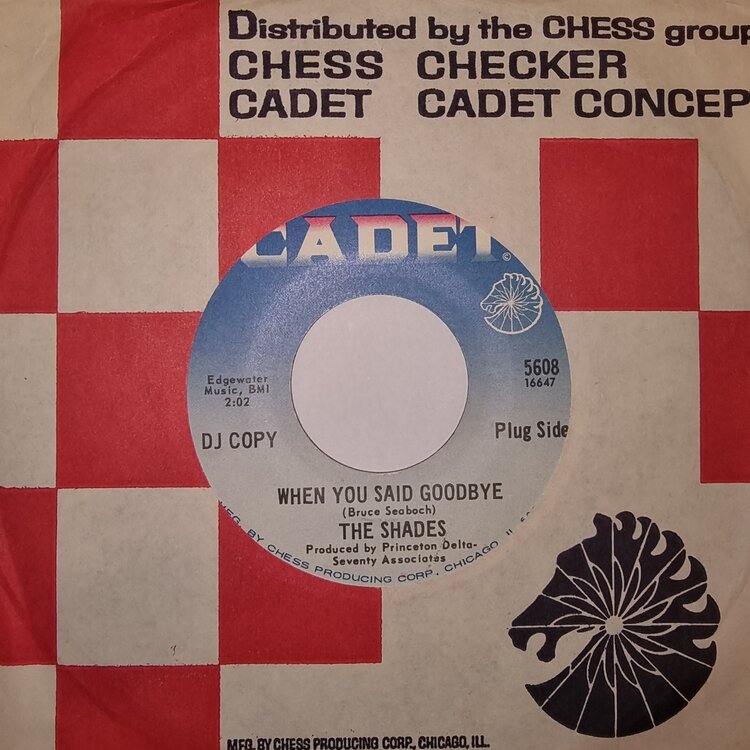 Distributed by the CHESS group
CHESS CHECKER
CADET CADET CONCEP
CADET
©
Edgewater
Music, BMI
2:02
5608
16647
DJ COPY
Plug Side
WHEN YOU SAID GOODBYE
(Bruce Seaboch)
THE SHADES
Produced by Princeton Delta-
Seventy Associates
MFG. BY CHESS PRODUCING CORP., CHICAGO, IL
MFG. BY CHESS PRODUCING CORP., CHICAGO, ILL.